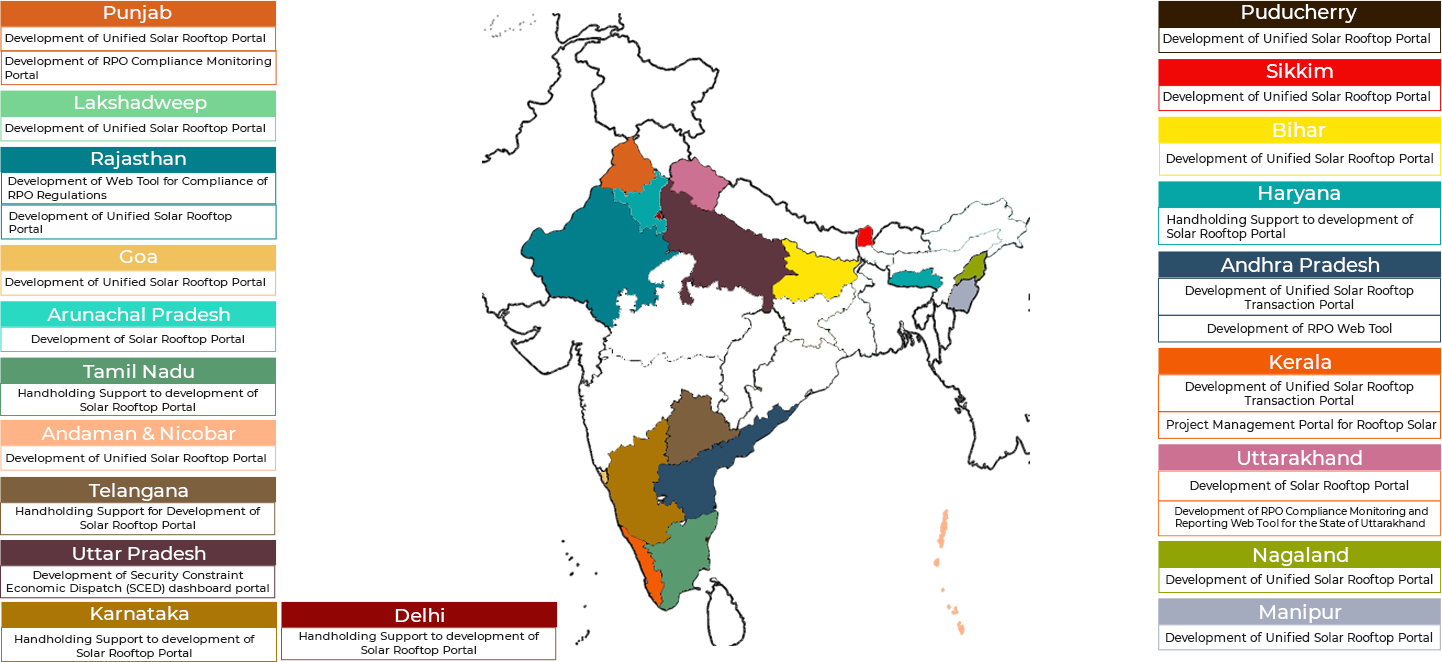 Punjab
Development of Unified Solar Rooftop Portal
Development of RPO Compliance Monitoring
Portal
Lakshadweep
Development of Unified Solar Rooftop Portal
Rajasthan
Development of Web Tool for Compliance of
RPO Regulations
Development of Unified Solar Rooftop
Portal
Goa
Development of Unified Solar Rooftop Portal
Arunachal Pradesh
Development of Solar Rooftop Portal
Tamil Nadu
Handholding Support to development of
Solar Rooftop Portal
Andaman & Nicobar
Development of Unified Solar Rooftop Portal
Telangana
Handholding Support for Development of
Solar Rooftop Portal
Uttar Pradesh
Development of Security Constraint
Economic Dispatch (SCED) dashboard portal
Karnataka
Handholding Support to development of
Solar Rooftop Portal
Delhi
Handholding Support to development of
Solar Rooftop Portal
Puducherry
Development of Unified Solar Rooftop Portal
Sikkim
Development of Unified Solar Rooftop Portal
Bihar
Development of Unified Solar Rooftop Portal
Haryana
Handholding Support to development of
Solar Rooftop Portal
Andhra Pradesh
Development of Unified Solar Rooftop
Transaction Portal
Development of RPO Web Tool
Kerala
Development of Unified Solar Rooftop
Transaction Portal
Project Management Portal for Rooftop Solar
Uttarakhand
Development of Solar Rooftop Portal
Development of RPO Compliance Monitoring and
Reporting Web Tool for the State of Uttarakhand
Nagaland
Development of Unified Solar Rooftop Portal
Manipur
Development of Unified Solar Rooftop Portal